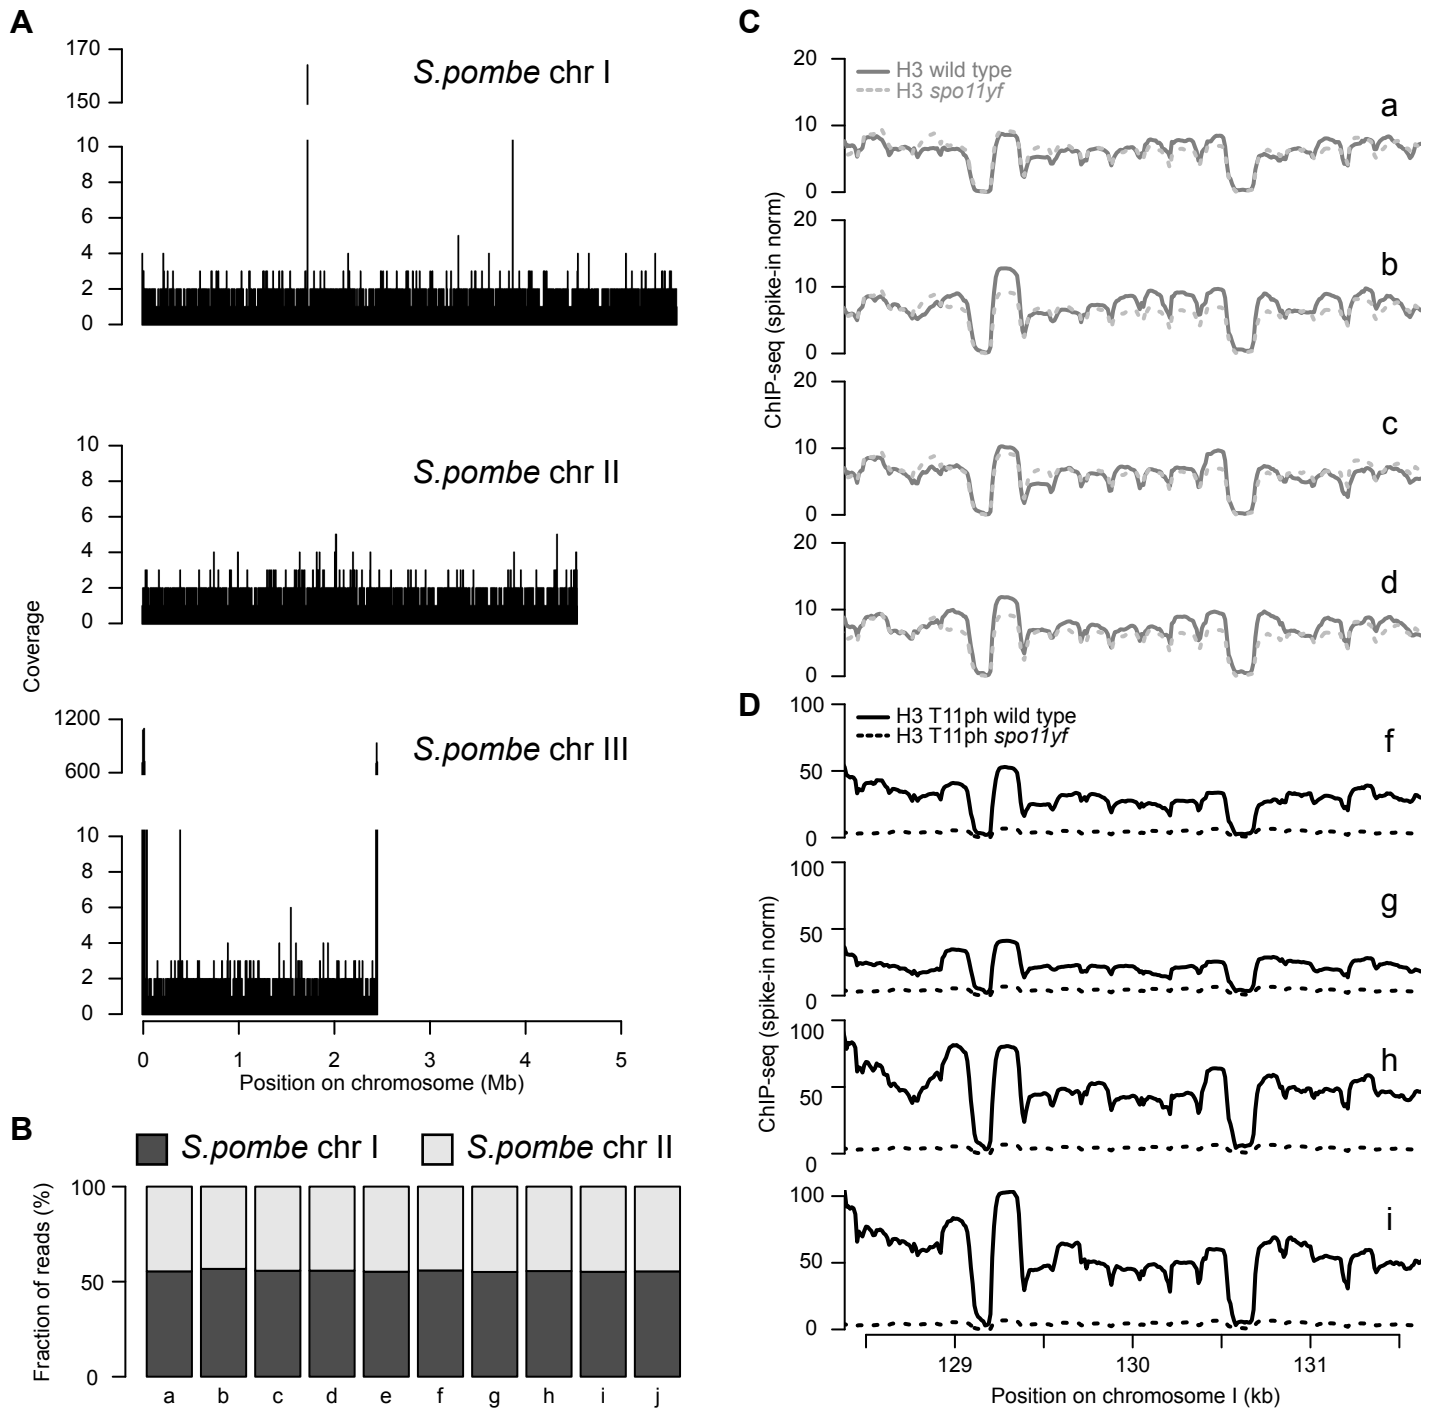 A
170
150
S.pombe chr I
10
8
6
4
2
0
10
8
6
4
2
0
S.pombe chr II
Coverage
1200
600
S.pombe chr III
10
8
6
4
2
0
0 1 2 3 4 5
Position on chromosome (Mb)
B
S.pombe chr I
S.pombe chr II
Fraction of reads (%)
100
50
0
a b c d e f g h i j
C
H3 wild type
H3 spo11yf
ChIP-seq (spike-in norm)
20
10
0
a
20
10
0
b
20
10
0
c
20
10
0
d
D
H3 T11ph wild type
H3 T11ph spo11yf
ChIP-seq (spike-in norm)
100
50
0
f
100
50
0
g
100
50
0
h
100
50
0
i
129 130 131
Position on chromosome I (kb)